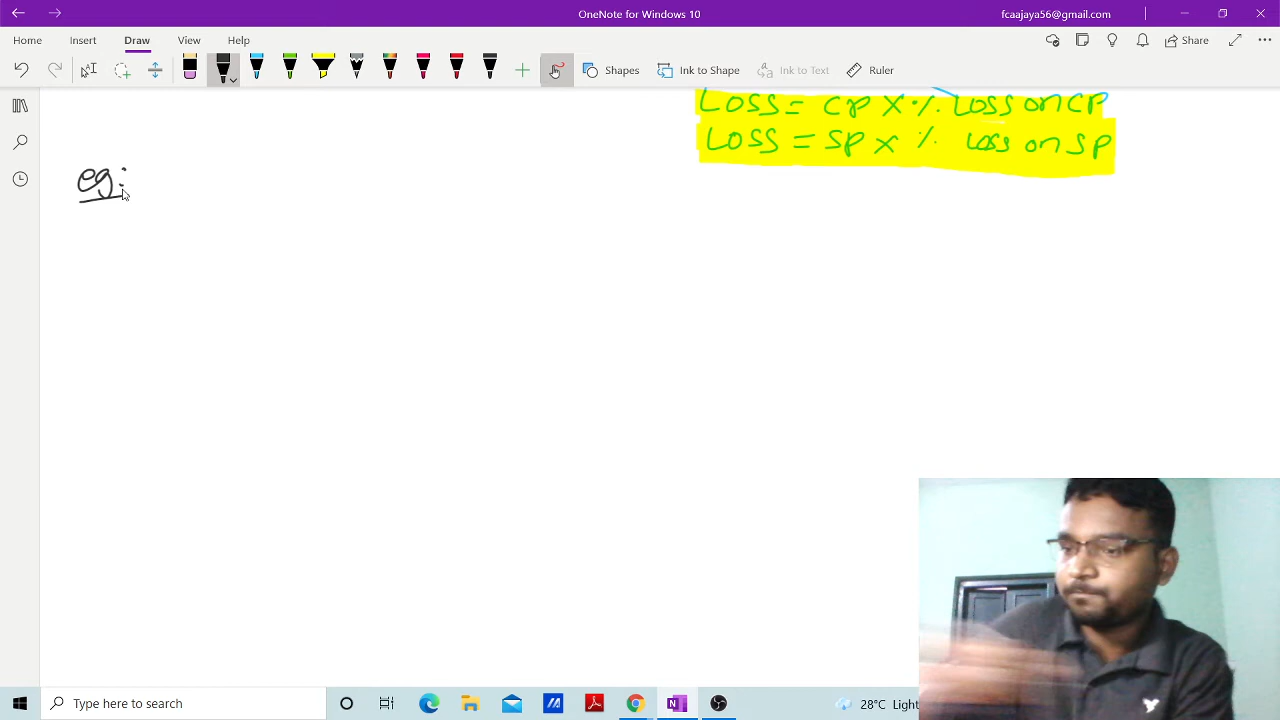 OneNote for Windows 10
fcaajaya56@gmail.com
Home Insert Draw View Help
Share
Shapes Ink to Shape Ink to Text Ruler
LOSS = CP X % LOSS on CP
LOSS = SP X % LOSS on SP
eg:
Type here to search
28°C Light